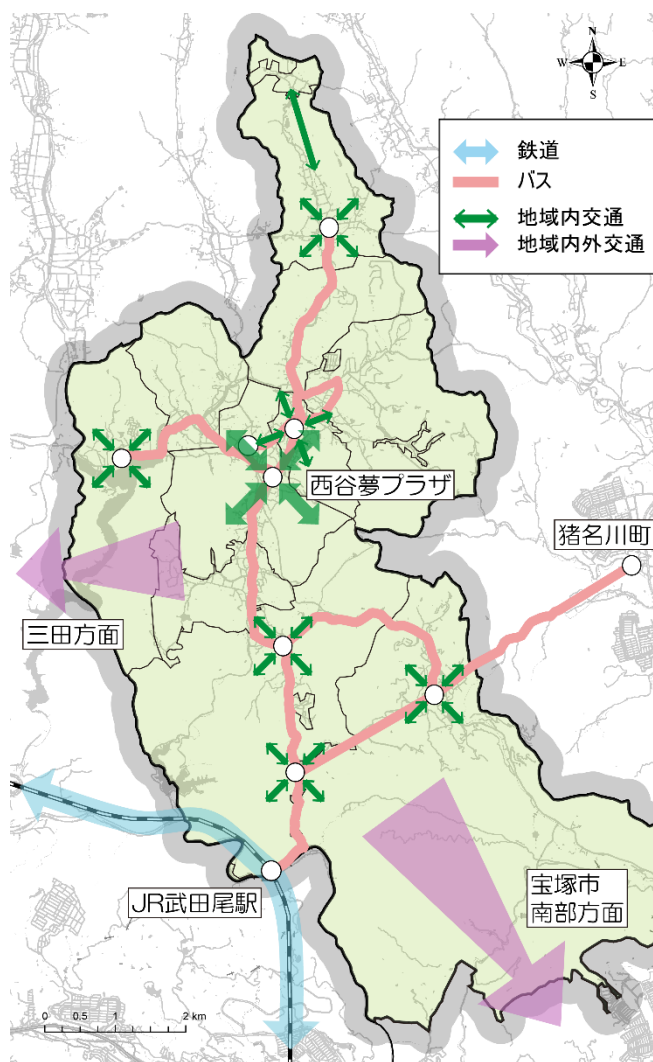 N
W E
S
鉄道
バス
地域内交通
地域内外交通
西谷夢プラザ
猪名川町
三田方面
JR武田尾駅
宝塚市
南部方面
0 1 2 km